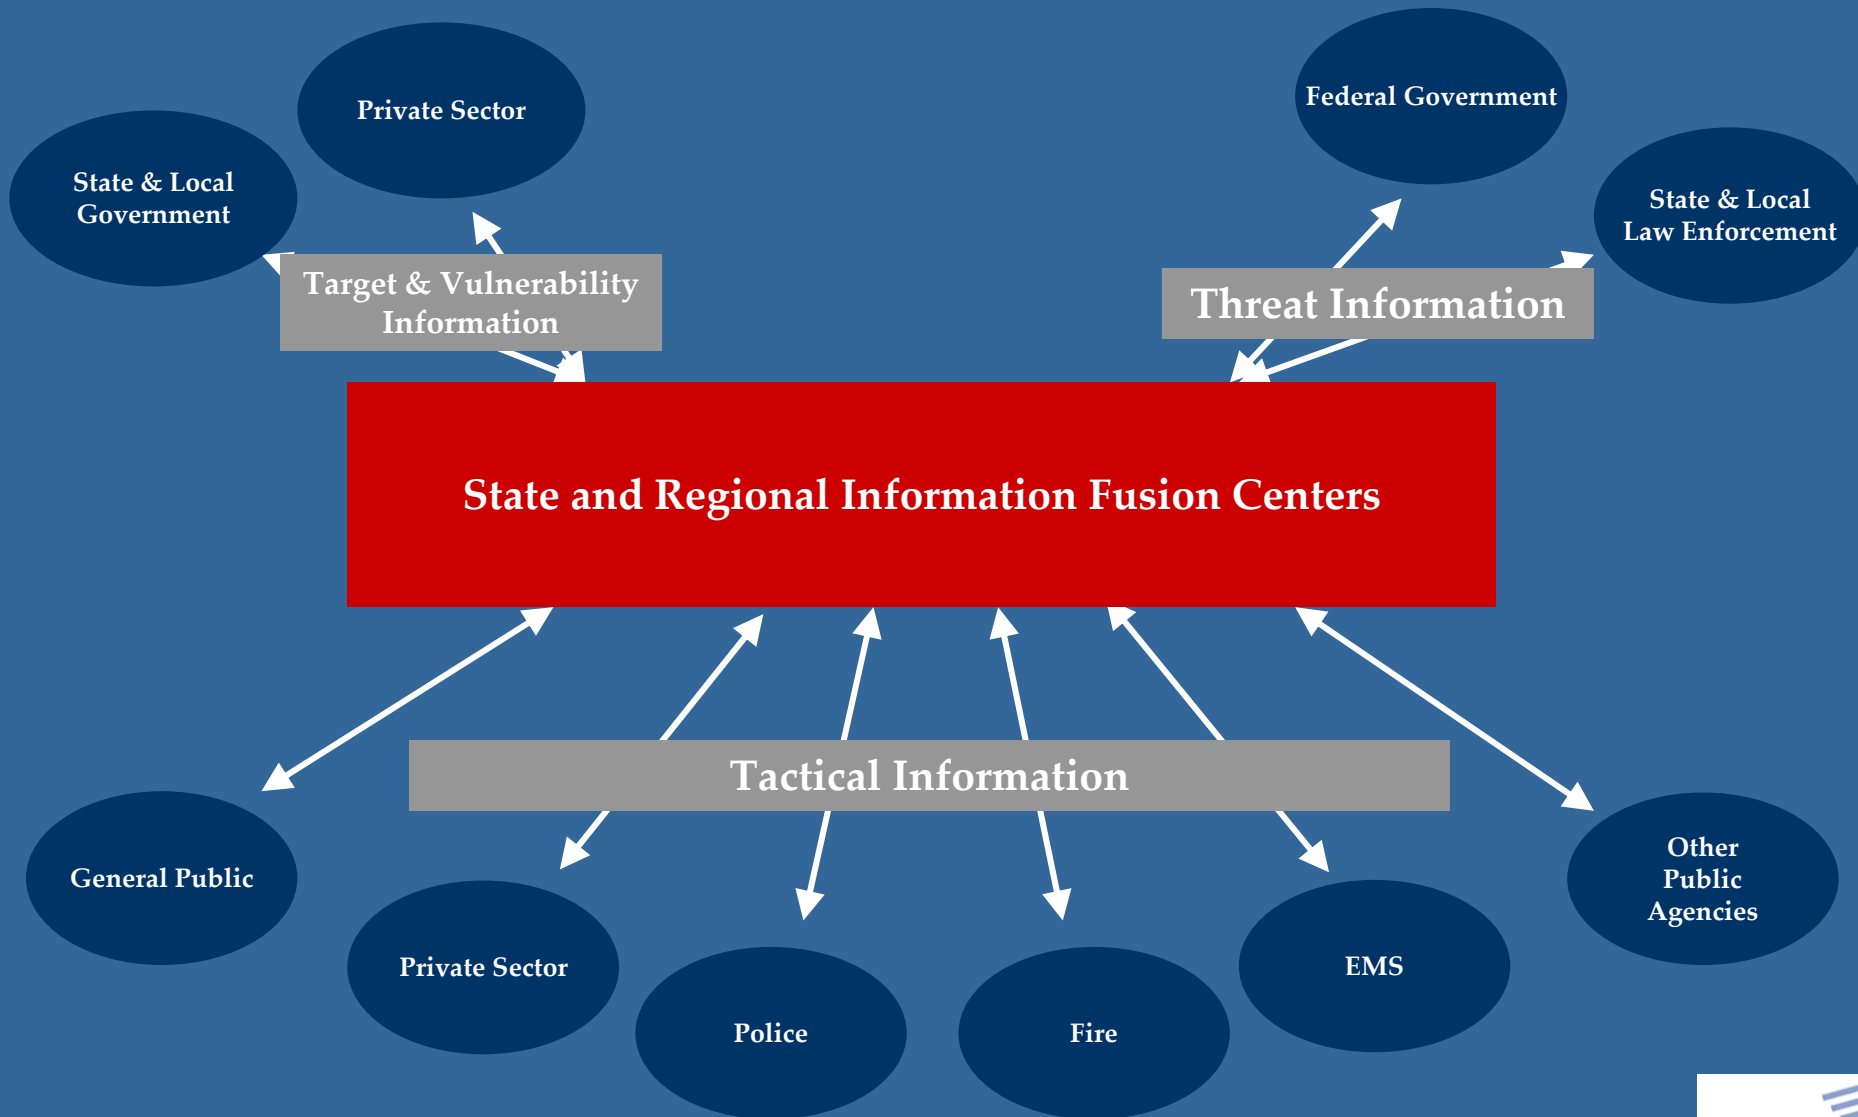 Private Sector
Federal Government
State & Local
Government
State & Local
Law Enforcement
Target & Vulnerability
Information
Threat Information
State and Regional Information Fusion Centers
Tactical Information
General Public
Private Sector
Police
Fire
EMS
Other
Public
Agencies